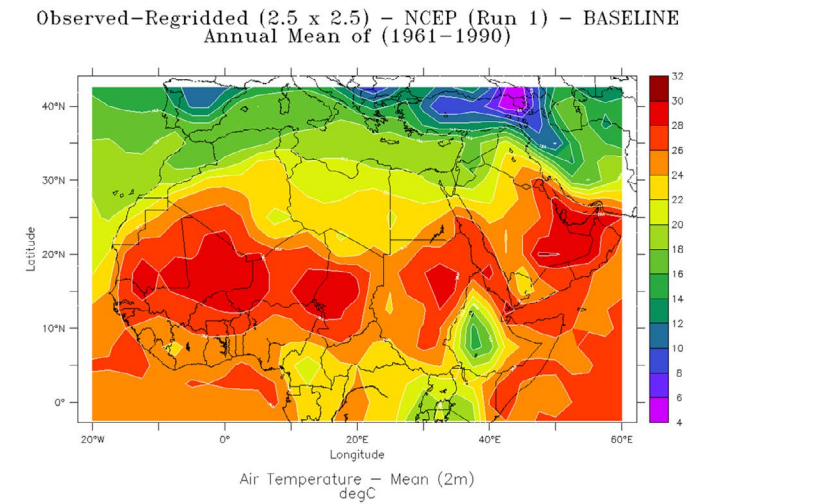 Observed-Regridded (2.5 x 2.5) - NCEP (Run 1) - BASELINE
Annual Mean of (1961-1990)
32
30
28
26
24
22
20
18
16
14
12
10
8
6
4
40°N
30°N
20°N
10°N
0°
Latitude
20°W
0°
20°E
40°E
60°E
Longitude
Air Temperature - Mean (2m)
degC